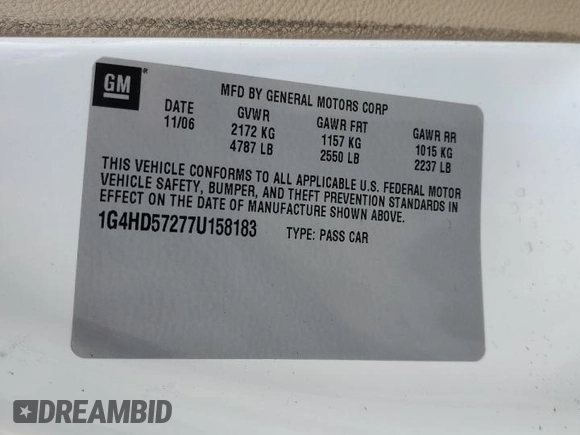 GM
®
MFD BY GENERAL MOTORS CORP
DATE GVWR GAWR FRT GAWR RR
11/06 2172 KG 1157 KG 1015 KG
4787 LB 2550 LB 2237 LB
THIS VEHICLE CONFORMS TO ALL APPLICABLE U.S. FEDERAL MOTOR
VEHICLE SAFETY, BUMPER, AND THEFT PREVENTION STANDARDS IN
EFFECT ON THE DATE OF MANUFACTURE SHOWN ABOVE.
1G4HD57277U158183 TYPE: PASS CAR
DREAMBID